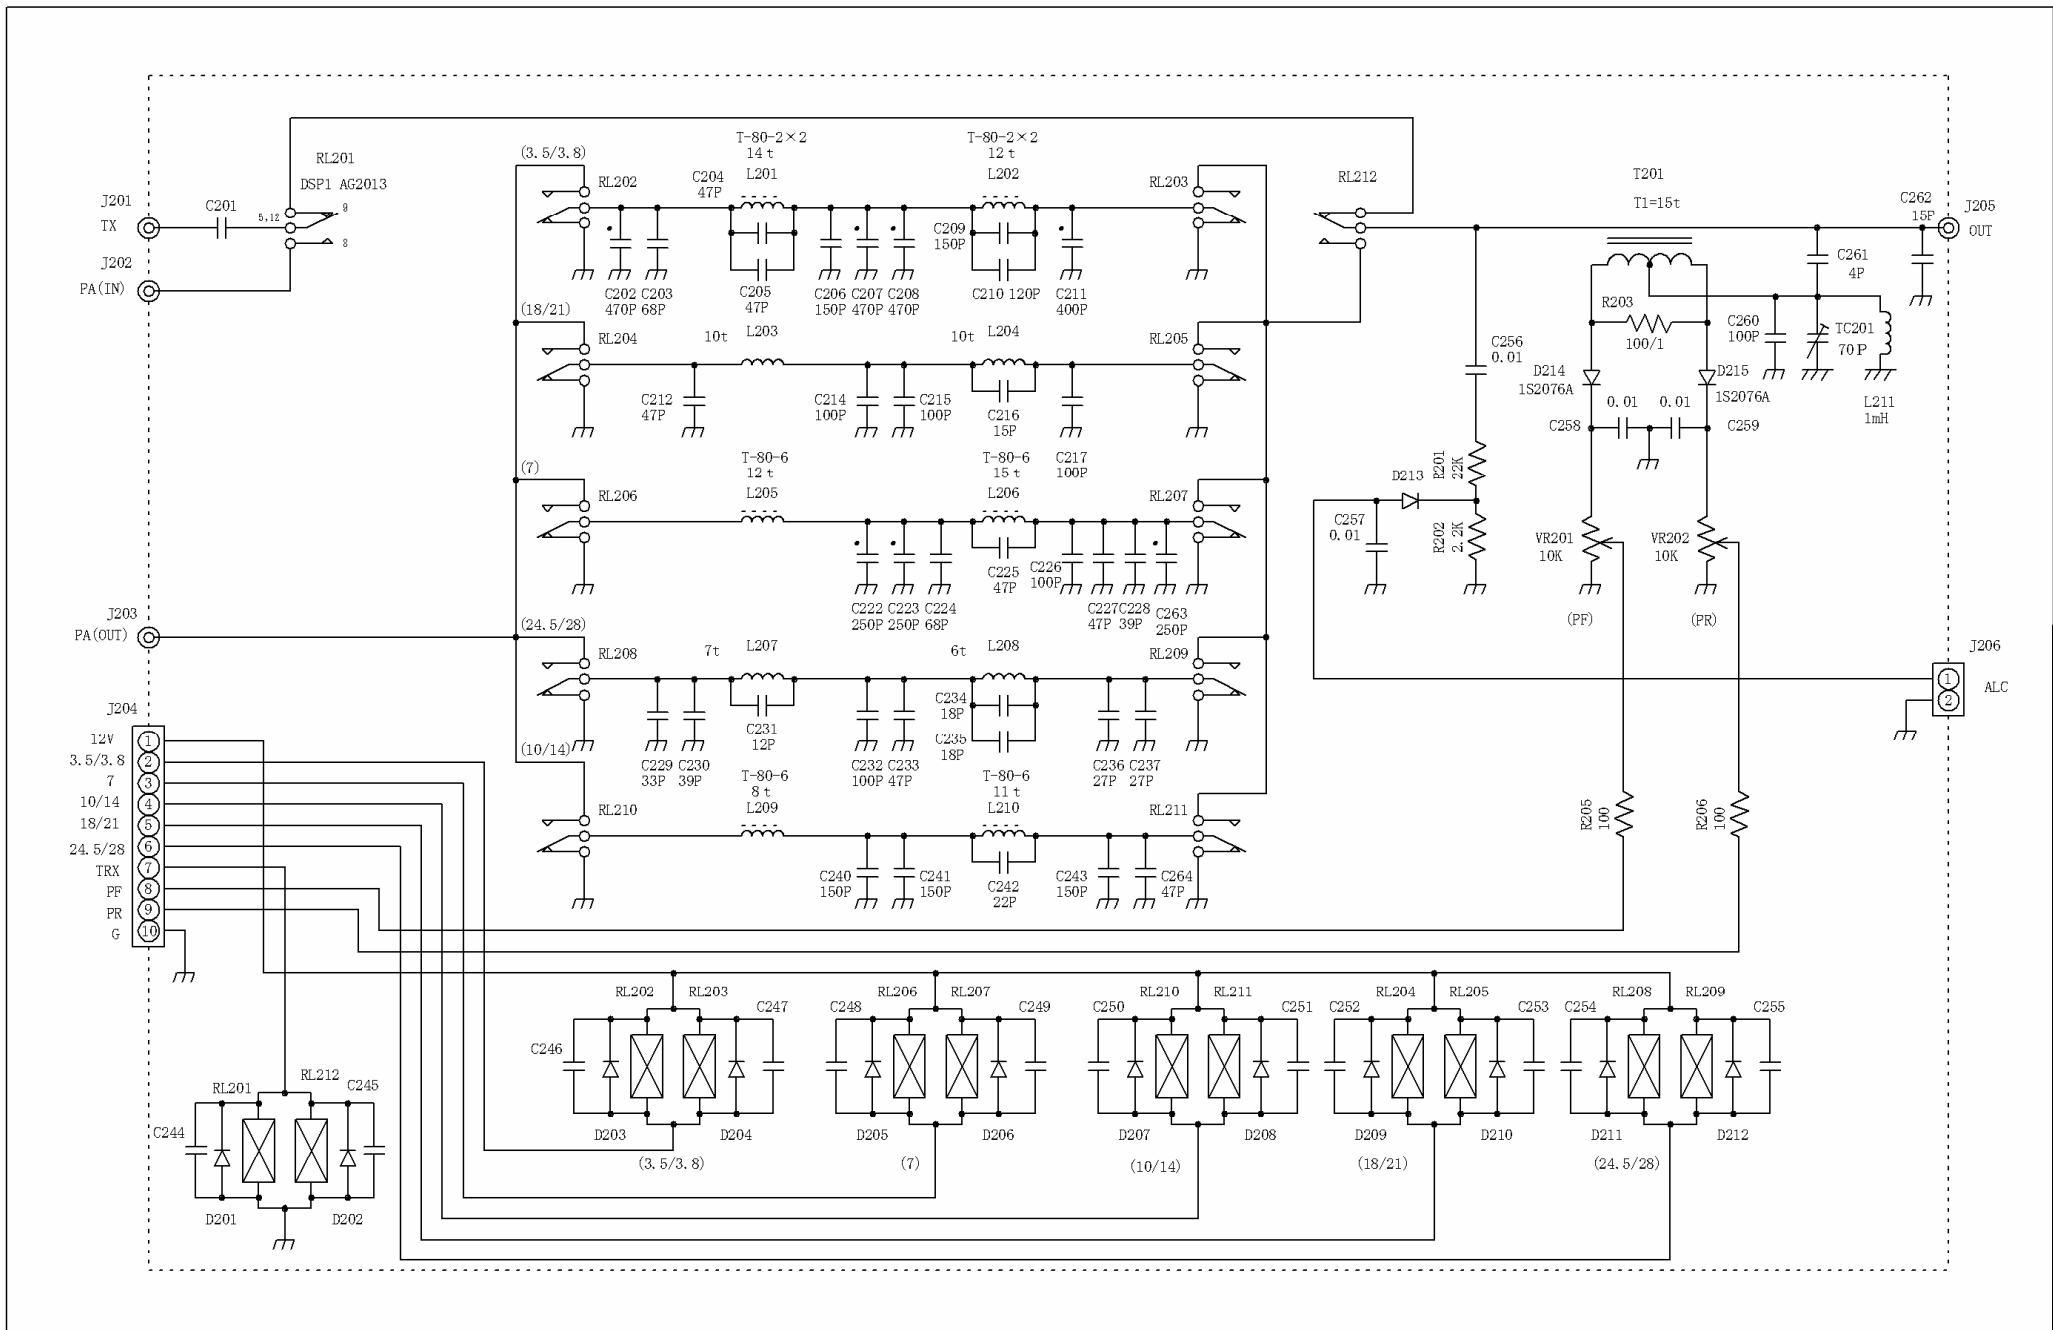 RL201
DSP1 AG2013
J201
TX
C201
5,12
9
8
J202
PA(IN)
(3.5/3.8)
RL202
C204
47P
T-80-2×2
14t
L201
T-80-2×2
12t
L202
C209
150P
RL203
RL212
T201
T1=15t
C262
15P
J205
OUT
C202
470P
C203
68P
C205
47P
C206
150P
C207
470P
C208
470P
C210 120P
C211
400P
C261
4P
R203
100/1
C260
100P
TC201
70P
L211
1mH
(18/21)
RL204
10t
L203
10t
L204
RL205
C256
0.01
D214
1S2076A
D215
1S2076A
C212
47P
C214
100P
C215
100P
C216
15P
C217
100P
0.01
0.01
C258
C259
(7)
RL206
T-80-6
12t
L205
T-80-6
15t
L206
RL207
D213
R201
22K
R202
2.2K
C257
0.01
VR201
10K
VR202
10K
(PF)
(PR)
C222
250P
C223
250P
C224
68P
C225
47P
C226
100P
C227
47P
C228
39P
C263
250P
J203
PA(OUT)
(24.5/28)
RL208
7t
L207
6t
L208
RL209
J206
1
2
ALC
C229
33P
C230
39P
C231
12P
C232
100P
C233
47P
C234
18P
C235
18P
C236
27P
C237
27P
(10/14)
RL210
T-80-6
8t
L209
T-80-6
11t
L210
RL211
R205
100
R206
100
C240
150P
C241
150P
C242
22P
C243
150P
C264
47P
J204
12V
1
3.5/3.8
2
7
3
10/14
4
18/21
5
24.5/28
6
TRX
7
PF
8
PR
9
G
10
RL202
RL203
C246
C247
D203
D204
(3.5/3.8)
C248
RL206
RL207
C249
D205
D206
(7)
C250
RL210
RL211
C251
D207
D208
(10/14)
C252
RL204
RL205
C253
D209
D210
(18/21)
C254
RL208
RL209
C255
D211
D212
(24.5/28)
RL201
RL212
C245
C244
D201
D202